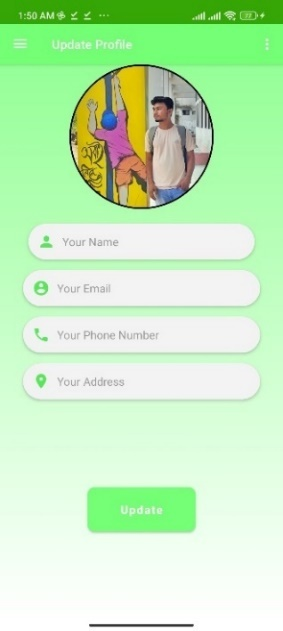 1:50 AM
Update Profile
Your Name
Your Email
Your Phone Number
Your Address
Update